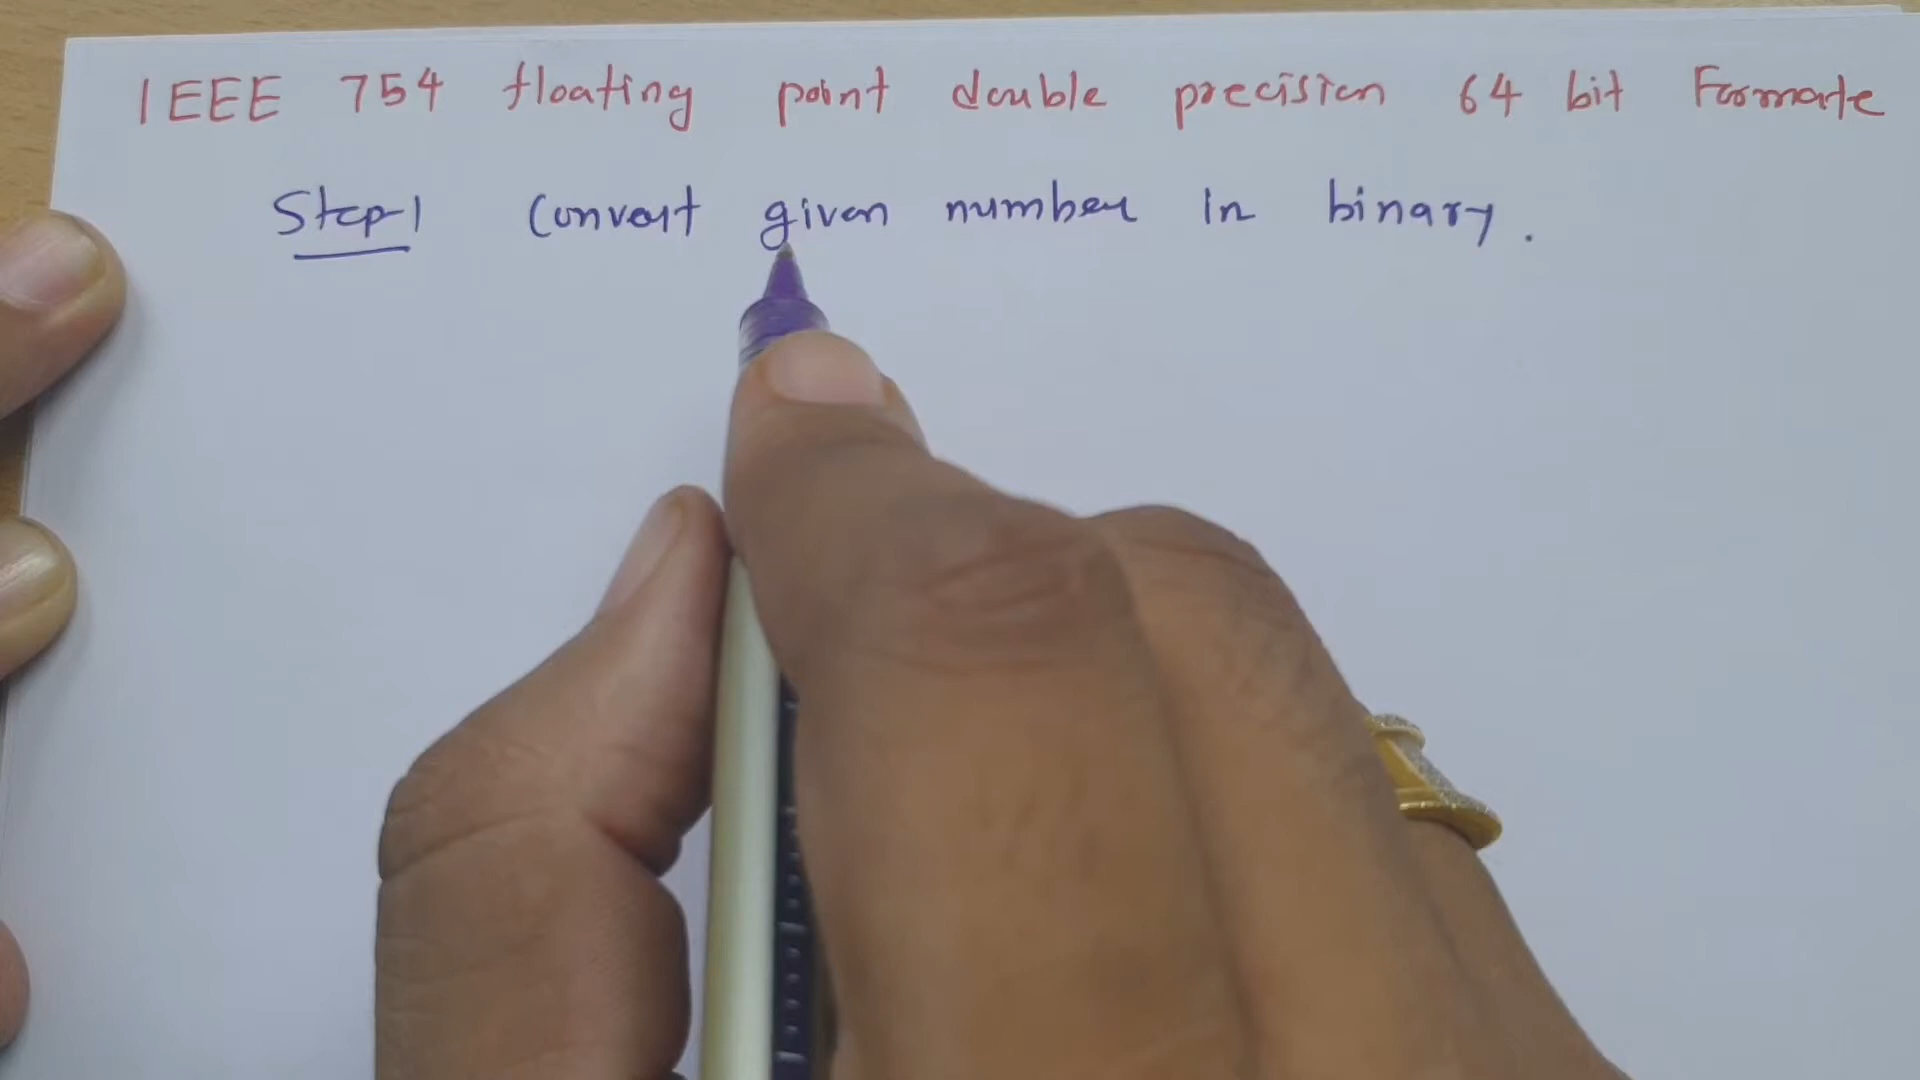 IEEE 754 floating point double precision 64 bit Formate
Step-1 Convert given number in binary.